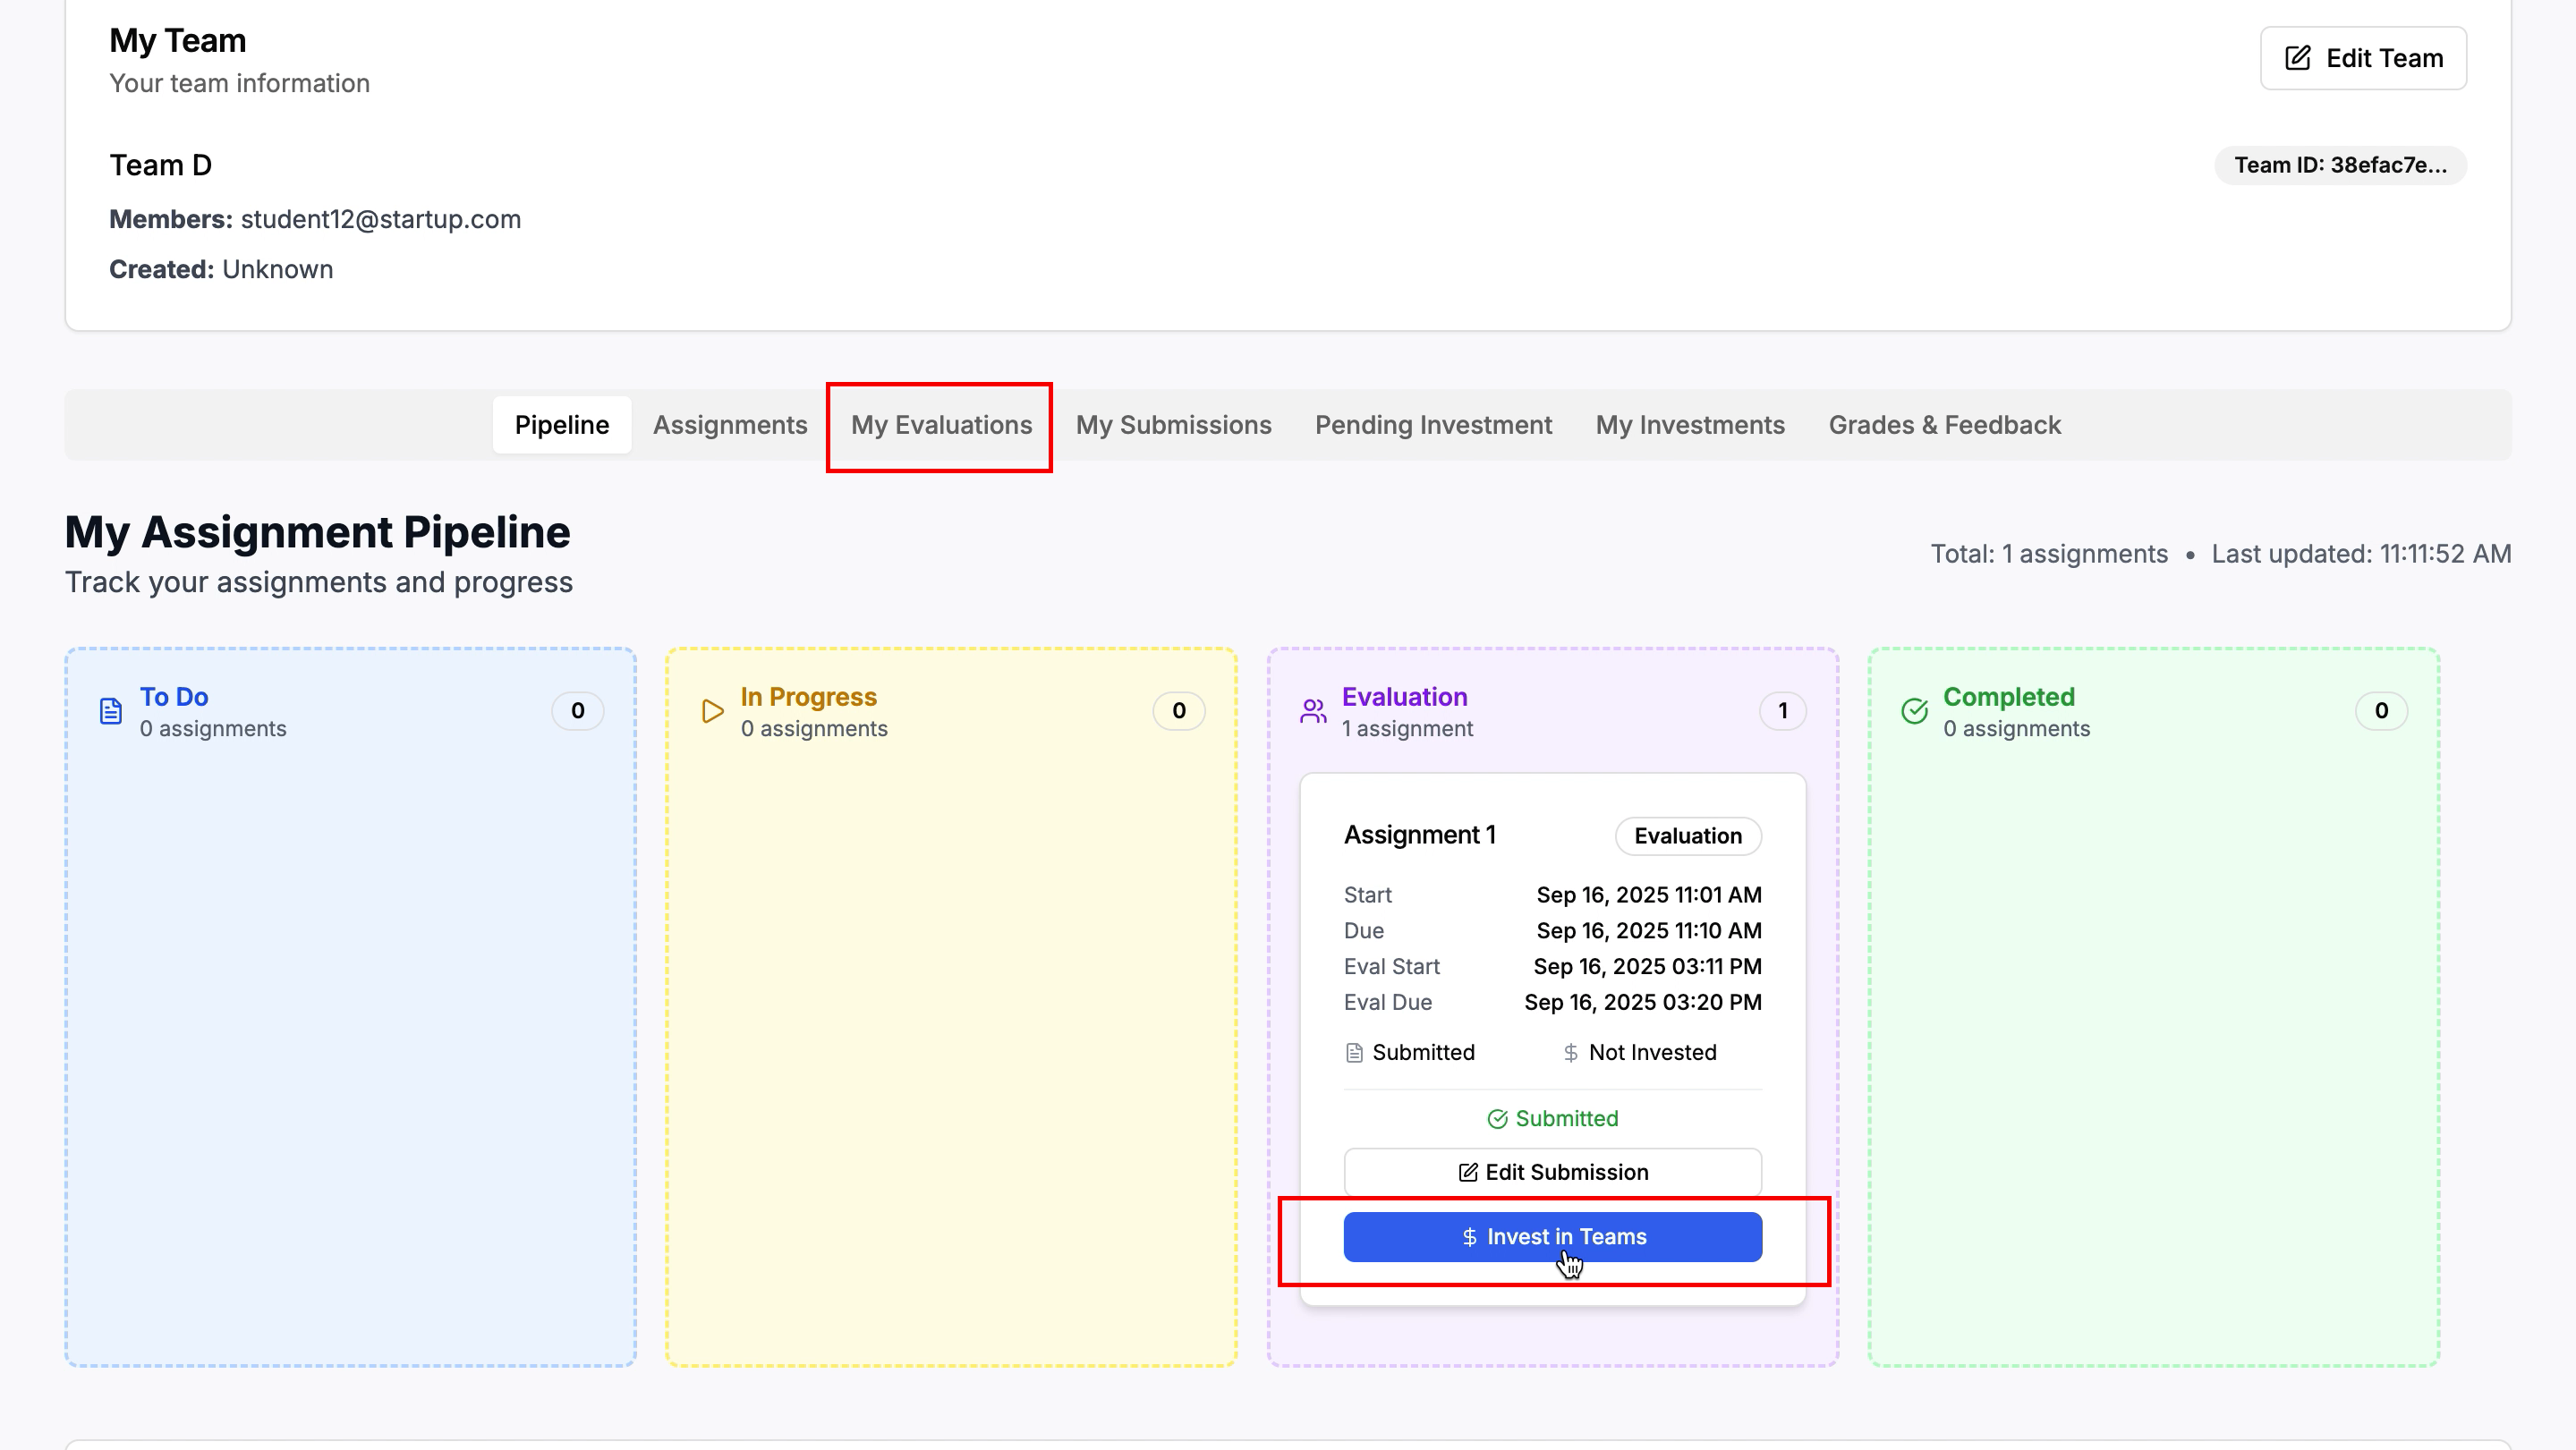 My Team
Your team information
Edit Team
Team D
Team ID: 38efac7e...
Members: student12@startup.com
Created: Unknown
Pipeline
Assignments
My Evaluations
My Submissions
Pending Investment
My Investments
Grades & Feedback
My Assignment Pipeline
Track your assignments and progress
Total: 1 assignments • Last updated: 11:11:52 AM
To Do
0 assignments
0
In Progress
0 assignments
0
Evaluation
1 assignment
1
Assignment 1
Evaluation
Start Sep 16, 2025 11:01 AM
Due Sep 16, 2025 11:10 AM
Eval Start Sep 16, 2025 03:11 PM
Eval Due Sep 16, 2025 03:20 PM
Submitted
$ Not Invested
Submitted
Edit Submission
$ Invest in Teams
Completed
0 assignments
0